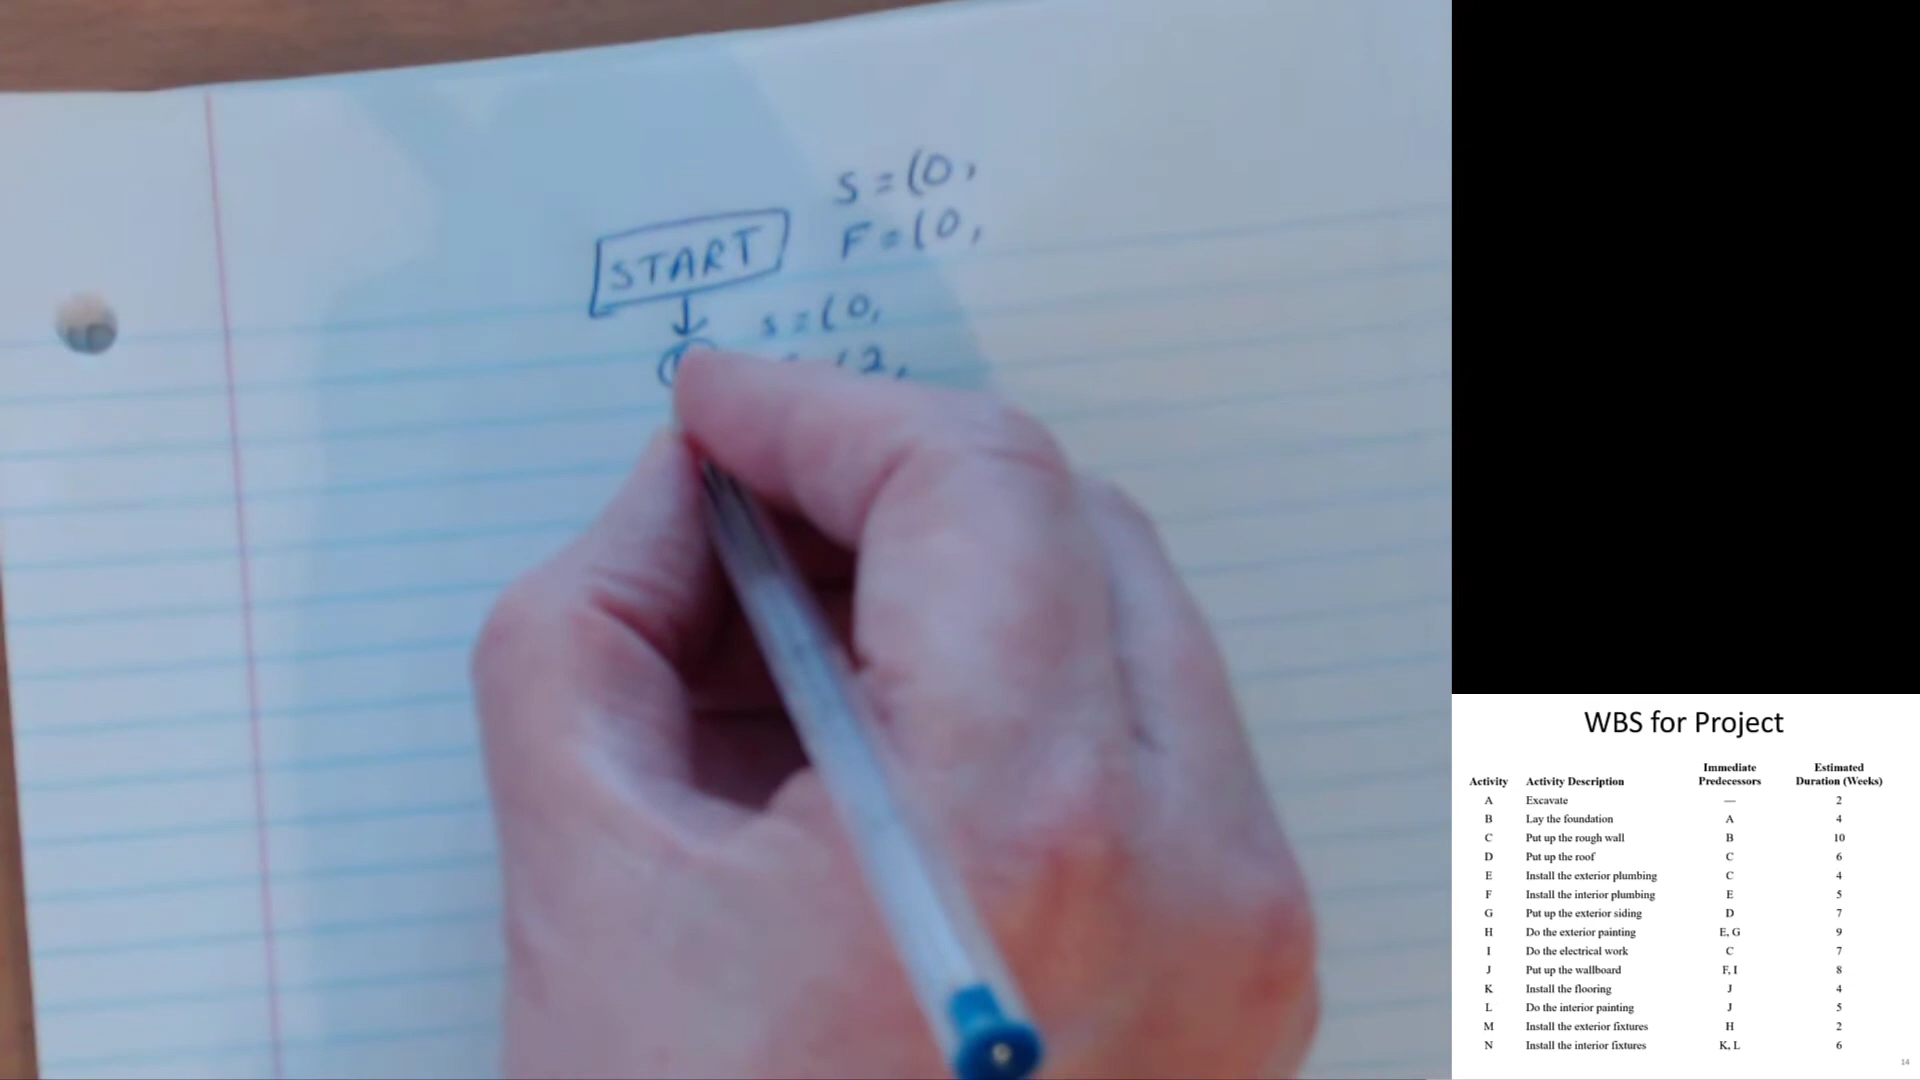 S = (0,
F = (0,
START
S = (0,
(2,
WBS for Project
Activity Activity Description Immediate Predecessors Estimated Duration (Weeks)
A Excavate — 2
B Lay the foundation A 4
C Put up the rough wall B 10
D Put up the roof C 6
E Install the exterior plumbing C 4
F Install the interior plumbing E 5
G Put up the exterior siding D 7
H Do the exterior painting E, G 9
I Do the electrical work C 7
J Put up the wallboard F, I 8
K Install the flooring J 4
L Do the interior painting J 5
M Install the exterior fixtures H 2
N Install the interior fixtures K, L 6
14